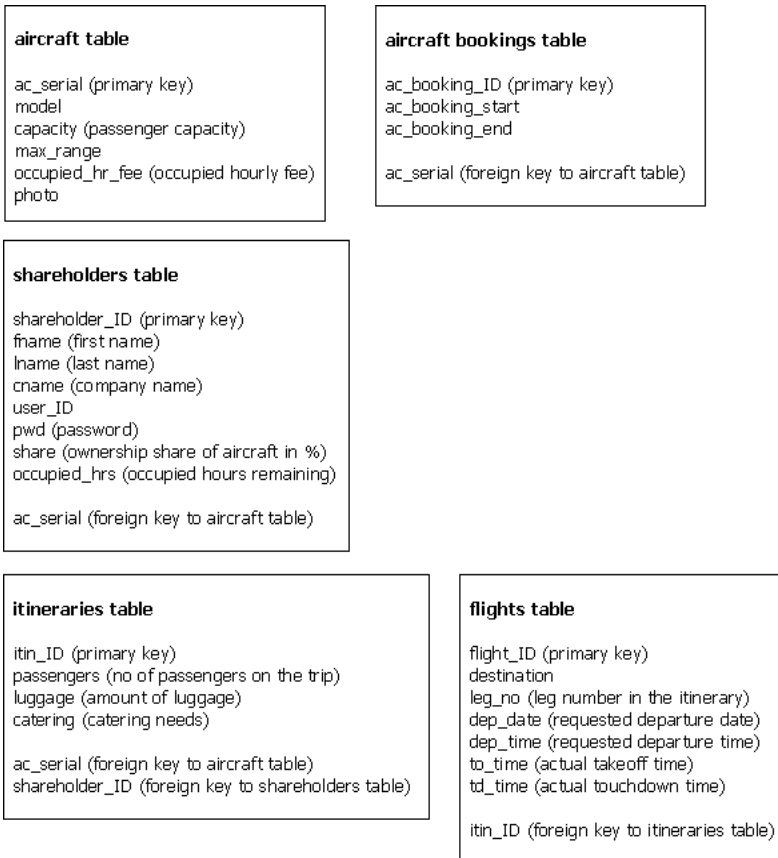 aircraft table
ac_serial (primary key)
model
capacity (passenger capacity)
max_range
occupied_hr_fee (occupied hourly fee)
photo
aircraft bookings table
ac_booking_ID (primary key)
ac_booking_start
ac_booking_end
ac_serial (foreign key to aircraft table)
shareholders table
shareholder_ID (primary key)
fname (first name)
lname (last name)
cname (company name)
user_ID
pwd (password)
share (ownership share of aircraft in %)
occupied_hrs (occupied hours remaining)
ac_serial (foreign key to aircraft table)
itineraries table
itin_ID (primary key)
passengers (no of passengers on the trip)
luggage (amount of luggage)
catering (catering needs)
ac_serial (foreign key to aircraft table)
shareholder_ID (foreign key to shareholders table)
flights table
flight_ID (primary key)
destination
leg_no (leg number in the itinerary)
dep_date (requested departure date)
dep_time (requested departure time)
to_time (actual takeoff time)
td_time (actual touchdown time)
itin_ID (foreign key to itineraries table)